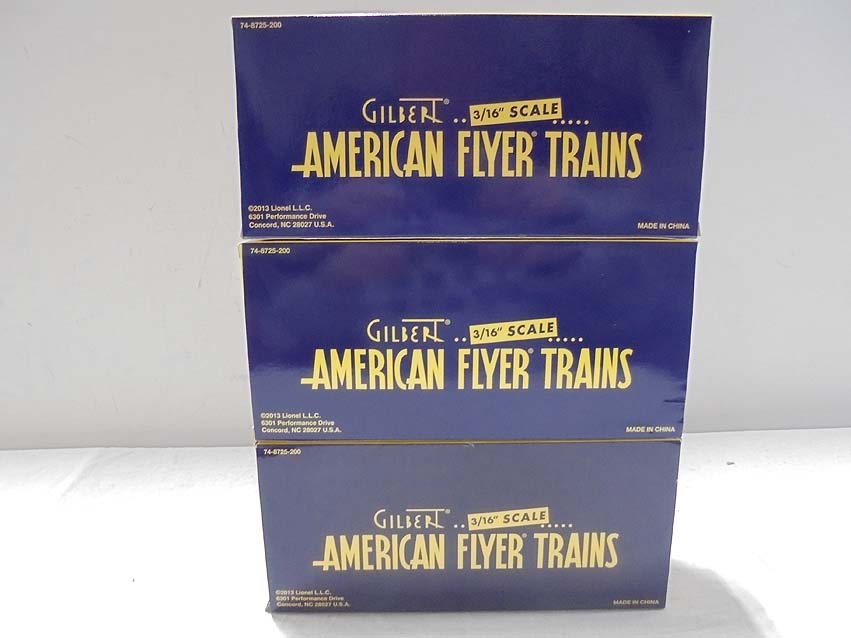 74-8725-200
GILBERT® .. 3/16" SCALE .....
AMERICAN FLYER® TRAINS
©2013 Lionel L.L.C.
6301 Performance Drive
Concord, NC 28027 U.S.A.
MADE IN CHINA
74-8725-200
GILBERT® .. 3/16" SCALE .....
AMERICAN FLYER® TRAINS
©2013 Lionel L.L.C.
6301 Performance Drive
Concord, NC 28027 U.S.A.
MADE IN CHINA
74-8725-200
GILBERT® .. 3/16" SCALE .....
AMERICAN FLYER® TRAINS
©2013 Lionel L.L.C.
6301 Performance Drive
Concord, NC 28027 U.S.A.
MADE IN CHINA